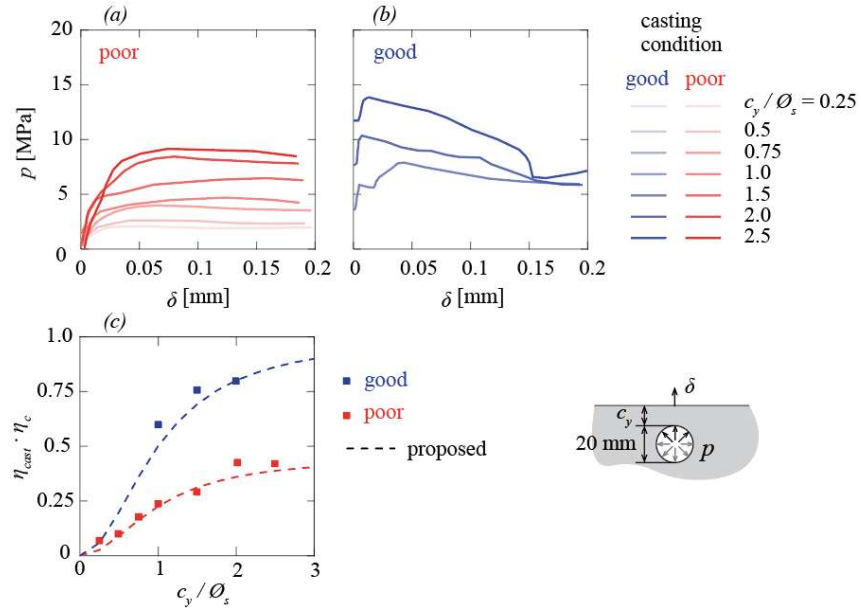 (a)
(b)
poor
good
p [MPa]
20
15
10
5
0
0
0.05
0.1
0.15
0.2
δ [mm]
0
0.05
0.1
0.15
0.2
δ [mm]
casting
condition
good poor
c_y / Ø_s = 0.25
0.5
0.75
1.0
1.5
2.0
2.5
(c)
η_cast · η_c
1.0
0.75
0.5
0.25
0
0
1
2
3
c_y / Ø_s
good
poor
proposed
δ
c_y
20 mm
p